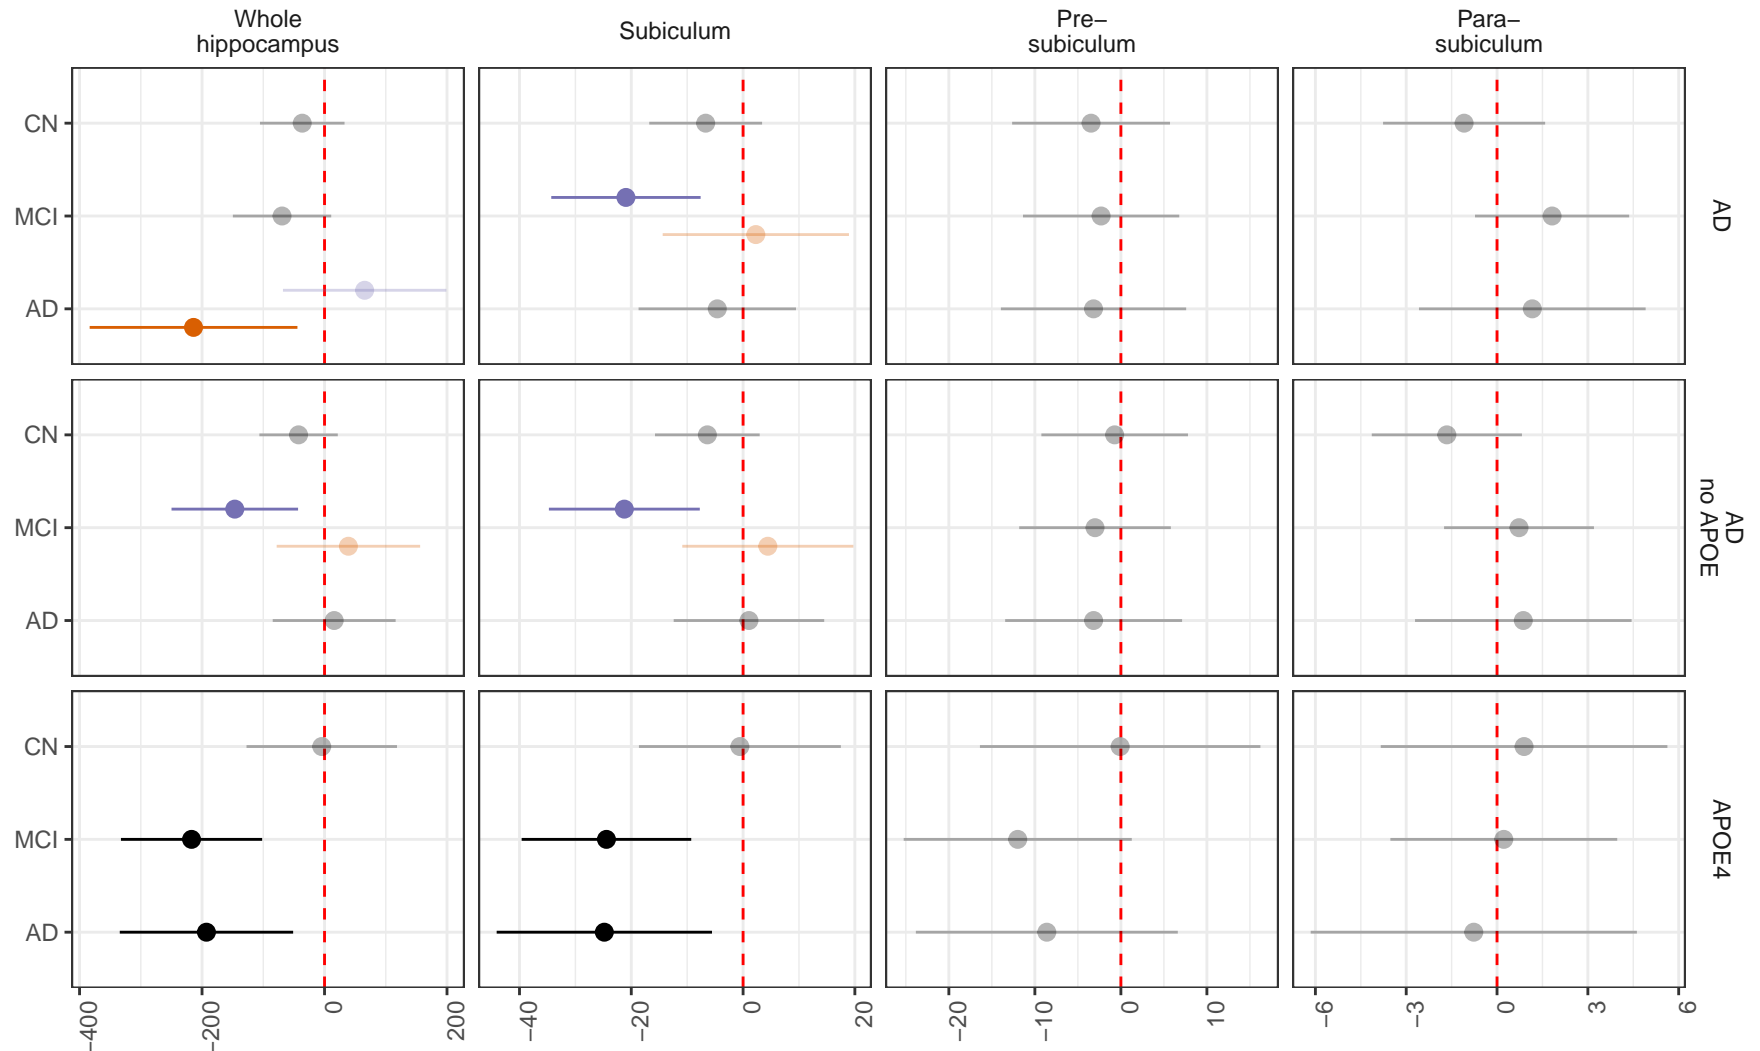 Whole
hippocampus
Subiculum
Pre−
subiculum
Para−
subiculum
CN
MCI
AD
AD
CN
MCI
AD
AD
no APOE
CN
MCI
AD
APOE4
−400
−200
0
200
−40
−20
0
20
−20
−10
0
10
−6
−3
0
3
6